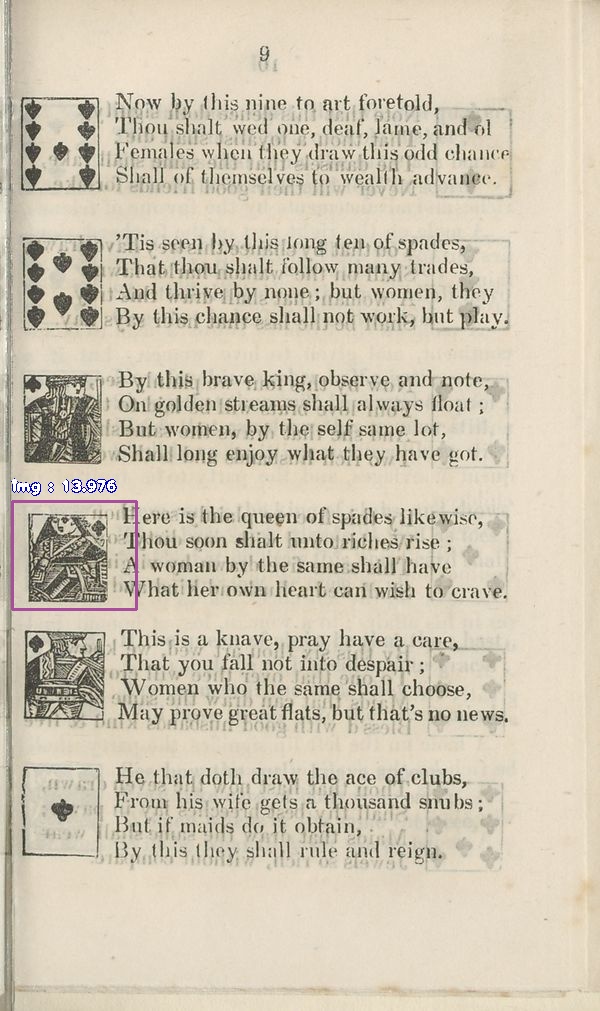 9
Now by this nine to art foretold,
Thou shalt wed one, deaf, lame, and ol
Females when they draw this odd chance
Shall of themselves to wealth advance.
'Tis seen by this long ten of spades,
That thou shalt follow many trades,
And thrive by none; but women, they
By this chance shall not work, but play.
By this brave king, observe and note,
On golden streams shall always float;
But women, by the self same lot,
Shall long enjoy what they have got.
img : 13.976
Here is the queen of spades likewise,
Thou soon shalt unto riches rise;
A woman by the same shall have
What her own heart can wish to crave.
This is a knave, pray have a care,
That you fall not into despair;
Women who the same shall choose,
May prove great flats, but that's no news.
He that doth draw the ace of clubs,
From his wife gets a thousand snubs;
But if maids do it obtain,
By this they shall rule and reign.